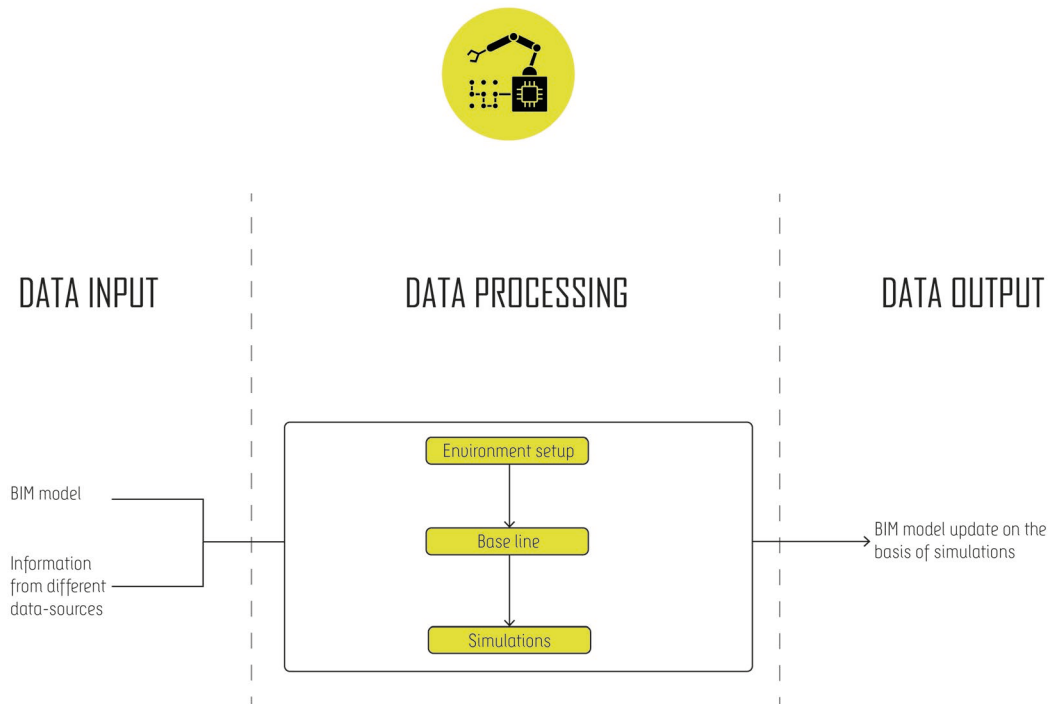 DATA INPUT
DATA PROCESSING
DATA OUTPUT
BIM model
Information
from different
data-sources
Environment setup
Base line
Simulations
BIM model update on the
basis of simulations